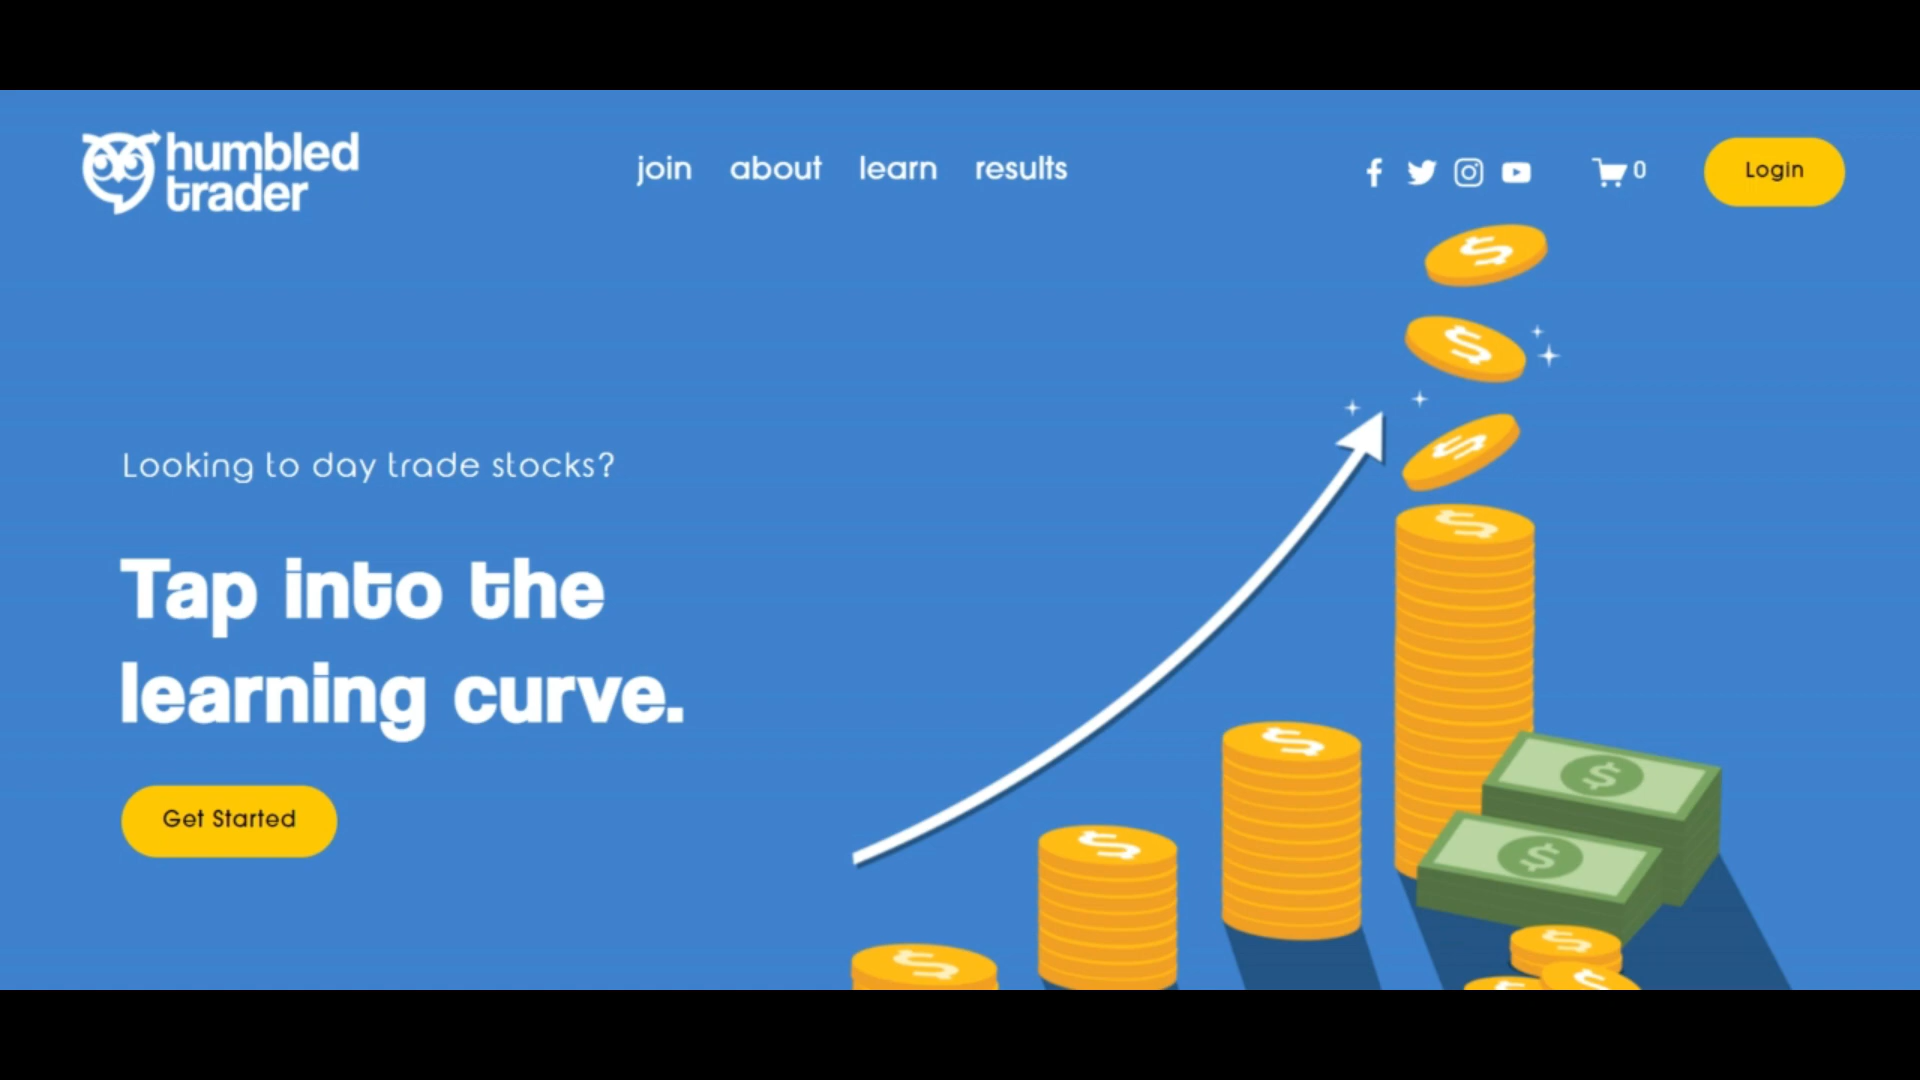 humbled
trader
join about learn results
0
Login
Looking to day trade stocks?
Tap into the
learning curve.
Get Started